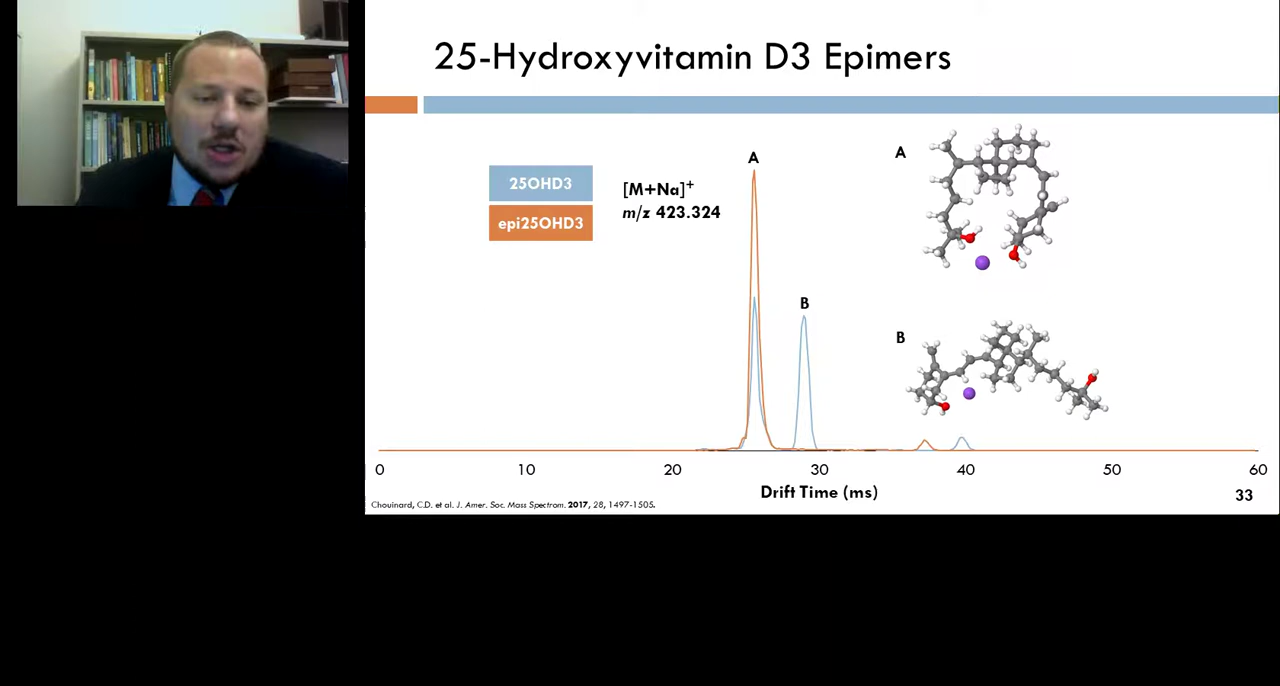 25-Hydroxyvitamin D3 Epimers
25OHD3
epi25OHD3
[M+Na]⁺
m/z 423.324
A
B
A
B
0 10 20 30 40 50 60
Drift Time (ms)
Chouinard, C.D. et al. J. Amer. Soc. Mass Spectrom. 2017, 28, 1497-1505.
33